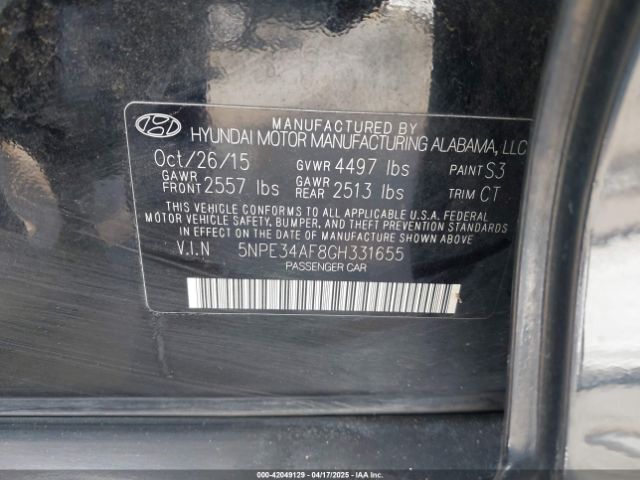 MANUFACTURED BY
HYUNDAI MOTOR MANUFACTURING ALABAMA, LLC
Oct/26/15 GVWR 4497 lbs PAINT S3
GAWR FRONT 2557 lbs GAWR REAR 2513 lbs TRIM CT
THIS VEHICLE CONFORMS TO ALL APPLICABLE U.S.A. FEDERAL
MOTOR VEHICLE SAFETY, BUMPER, AND THEFT PREVENTION STANDARDS
IN EFFECT ON THE DATE OF MANUFACTURE SHOWN ABOVE.
V.I.N 5NPE34AF8GH331655
PASSENGER CAR
000-42049129 - 04/17/2025 - IAAI.COM